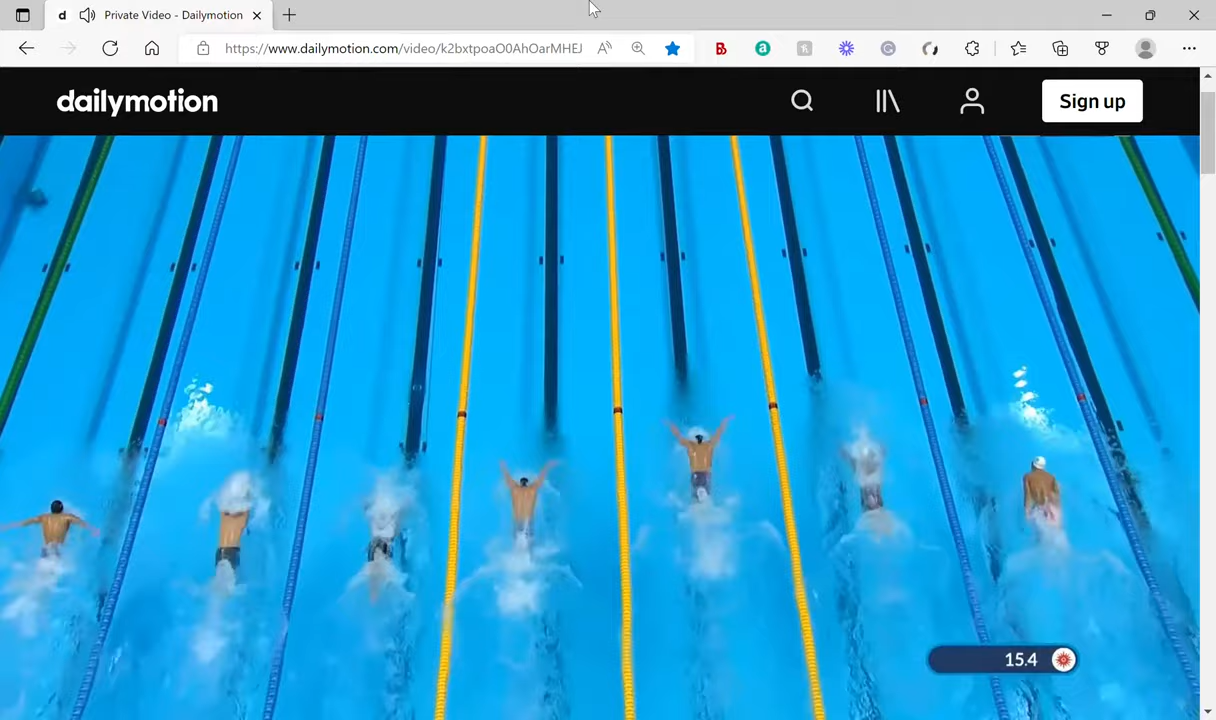 d Private Video - Dailymotion
https://www.dailymotion.com/video/k2bxtpoaO0AhOarMHEJ
dailymotion
Sign up
15.4